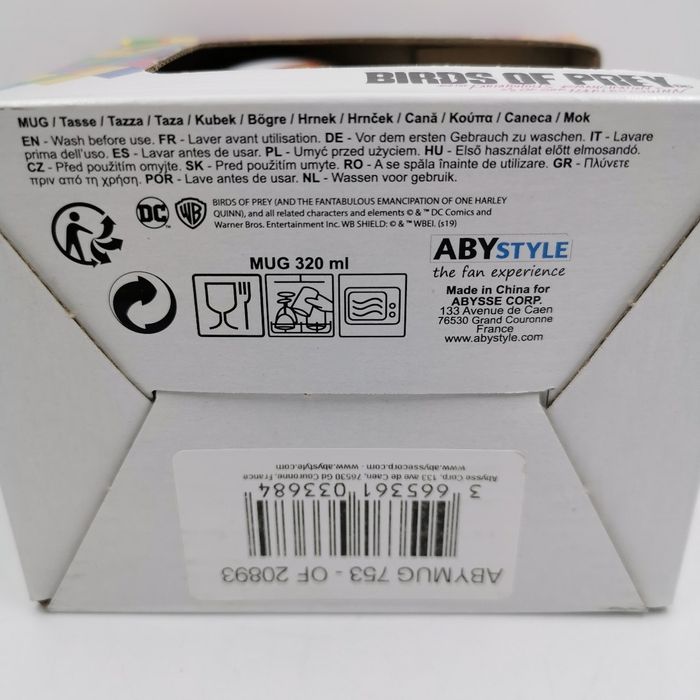 BIRDS OF PREY
MUG / Tasse / Tazza / Taza / Kubek / Bögre / Hrnek / Hrnček / Cană / Κούπα / Caneca / Mok
EN - Wash before use. FR - Laver avant utilisation. DE - Vor dem ersten Gebrauch zu waschen. IT - Lavare
prima dell'uso. ES - Lavar antes de usar. PL - Umyć przed użyciem. HU - Első használat előtt elmosandó.
CZ - Před použitím omyjte. SK - Pred použitím umyte. RO - A se spăla înainte de utilizare. GR - Πλύνετε
πριν από τη χρήση. POR - Lave antes de usar. NL - Wassen voor gebruik.
DC
WB
BIRDS OF PREY (AND THE FANTABULOUS EMANCIPATION OF ONE HARLEY
QUINN), and all related characters and elements © & ™ DC Comics and
Warner Bros. Entertainment Inc. WB SHIELD: © & ™ WBEI. (s19)
MUG 320 ml
ABYSTYLE
the fan experience
Made in China for
ABYSSE CORP.
133 Avenue de Caen
76530 Grand Couronne
France
www.abystyle.com
ABYMUG 753 - OF 20893
3 665361 033684
Abysse Corp, 133 ave de Caen, 76530 Gd Couronne, France
www.abyssecorp.com - www.abystyle.com